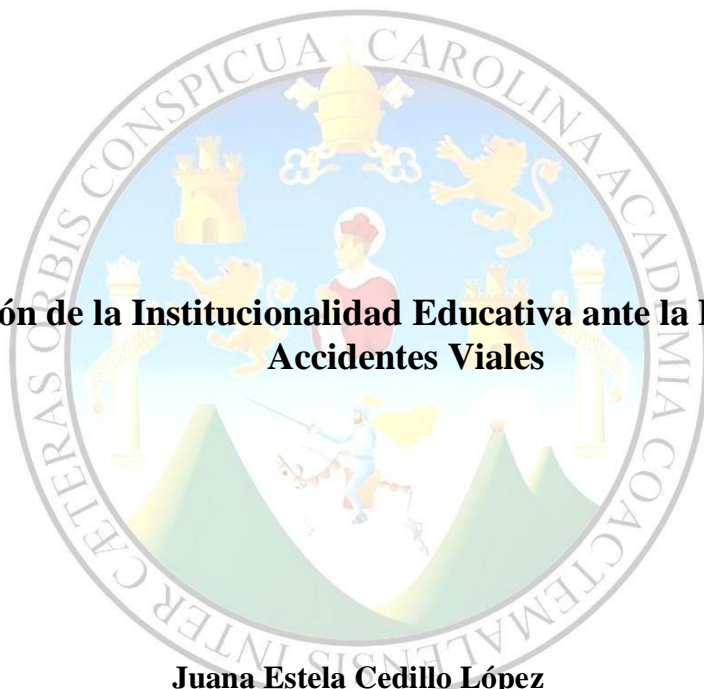 CAROLINA ACADEMIA COACTEMALENSIS INTER CÆTERAS ORBIS CONSPICUA
ón de la Institucionalidad Educativa ante la
Accidentes Viales
Juana Estela Cedillo López